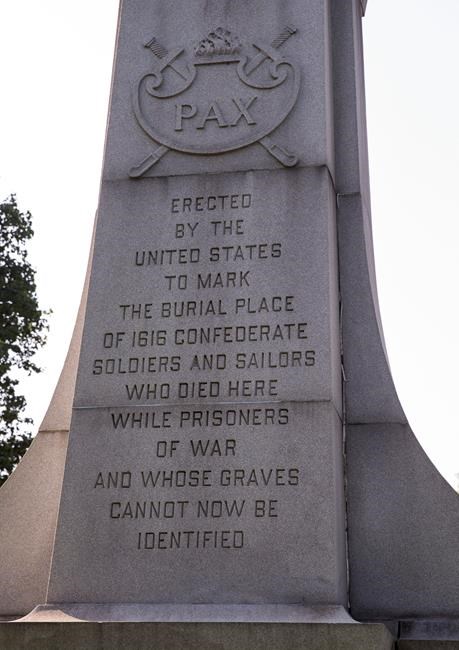 PAX
ERECTED
BY THE
UNITED STATES
TO MARK
THE BURIAL PLACE
OF 1616 CONFEDERATE
SOLDIERS AND SAILORS
WHO DIED HERE
WHILE PRISONERS
OF WAR
AND WHOSE GRAVES
CANNOT NOW BE
IDENTIFIED